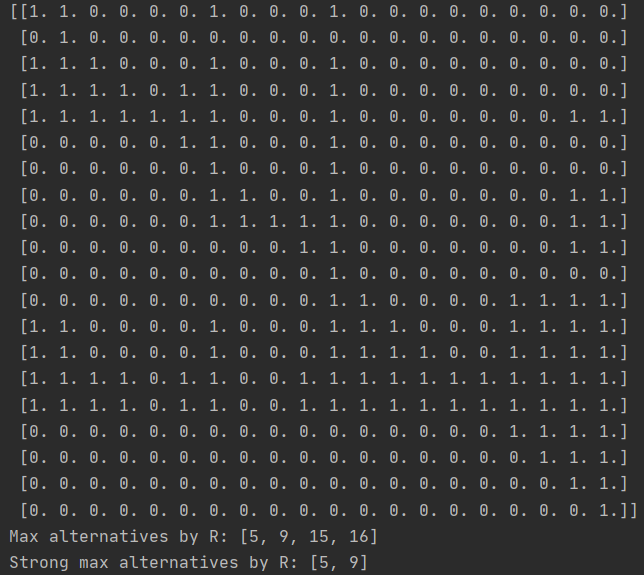 [[1. 1. 0. 0. 0. 0. 1. 0. 0. 0. 1. 0. 0. 0. 0. 0. 0. 0. 0. 0.]
[0. 1. 0. 0. 0. 0. 0. 0. 0. 0. 0. 0. 0. 0. 0. 0. 0. 0. 0. 0.]
[1. 1. 1. 0. 0. 0. 1. 0. 0. 0. 1. 0. 0. 0. 0. 0. 0. 0. 0. 0.]
[1. 1. 1. 1. 0. 1. 1. 0. 0. 0. 1. 0. 0. 0. 0. 0. 0. 0. 0. 0.]
[1. 1. 1. 1. 1. 1. 1. 0. 0. 0. 1. 0. 0. 0. 0. 0. 0. 0. 1. 1.]
[0. 0. 0. 0. 0. 1. 1. 0. 0. 0. 1. 0. 0. 0. 0. 0. 0. 0. 0. 0.]
[0. 0. 0. 0. 0. 0. 1. 0. 0. 0. 1. 0. 0. 0. 0. 0. 0. 0. 0. 0.]
[0. 0. 0. 0. 0. 0. 1. 1. 0. 0. 1. 0. 0. 0. 0. 0. 0. 0. 1. 1.]
[0. 0. 0. 0. 0. 0. 1. 1. 1. 1. 1. 0. 0. 0. 0. 0. 0. 0. 1. 1.]
[0. 0. 0. 0. 0. 0. 0. 0. 0. 1. 1. 0. 0. 0. 0. 0. 0. 0. 1. 1.]
[0. 0. 0. 0. 0. 0. 0. 0. 0. 0. 1. 0. 0. 0. 0. 0. 0. 0. 0. 0.]
[0. 0. 0. 0. 0. 0. 0. 0. 0. 0. 1. 1. 0. 0. 0. 0. 1. 1. 1. 1.]
[1. 1. 0. 0. 0. 0. 1. 0. 0. 0. 1. 1. 1. 0. 0. 0. 1. 1. 1. 1.]
[1. 1. 0. 0. 0. 0. 1. 0. 0. 0. 1. 1. 1. 1. 0. 0. 1. 1. 1. 1.]
[1. 1. 1. 1. 0. 1. 1. 0. 0. 1. 1. 1. 1. 1. 1. 1. 1. 1. 1. 1.]
[1. 1. 1. 1. 0. 1. 1. 0. 0. 1. 1. 1. 1. 1. 1. 1. 1. 1. 1. 1.]
[0. 0. 0. 0. 0. 0. 0. 0. 0. 0. 0. 0. 0. 0. 0. 0. 1. 1. 1. 1.]
[0. 0. 0. 0. 0. 0. 0. 0. 0. 0. 0. 0. 0. 0. 0. 0. 0. 1. 1. 1.]
[0. 0. 0. 0. 0. 0. 0. 0. 0. 0. 0. 0. 0. 0. 0. 0. 0. 0. 1. 1.]
[0. 0. 0. 0. 0. 0. 0. 0. 0. 0. 0. 0. 0. 0. 0. 0. 0. 0. 0. 1.]]
Max alternatives by R: [5, 9, 15, 16]
Strong max alternatives by R: [5, 9]